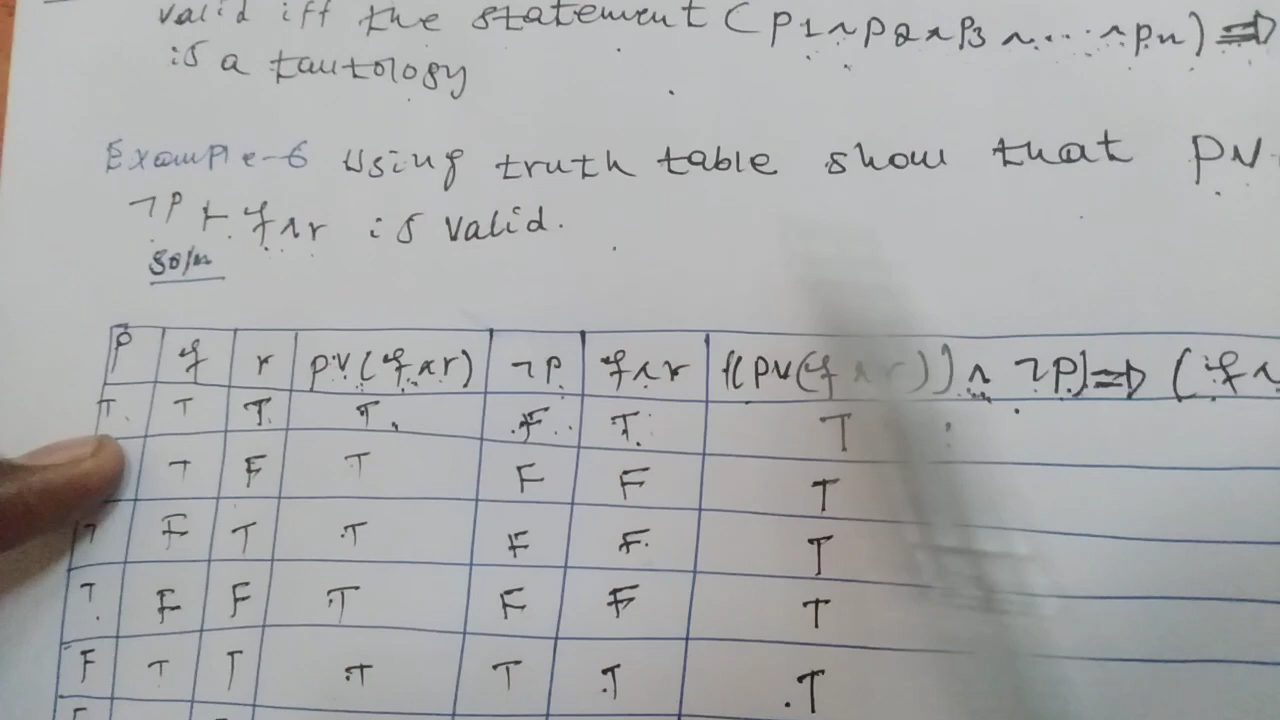 valid iff the statement (p1∧p2∧p3∧...∧pn) ⇒
is a tautology
Example-6 Using truth table show that p∨
¬p ⊢ q∧r is valid.
Soln
p q r p∨(q∧r) ¬p q∧r [(p∨(q∧r))∧ ¬p] ⇒ (q∧
T T T T F T T
T F T F F T
T F T T F F T
T F F T F F T
F T T T T T T
F